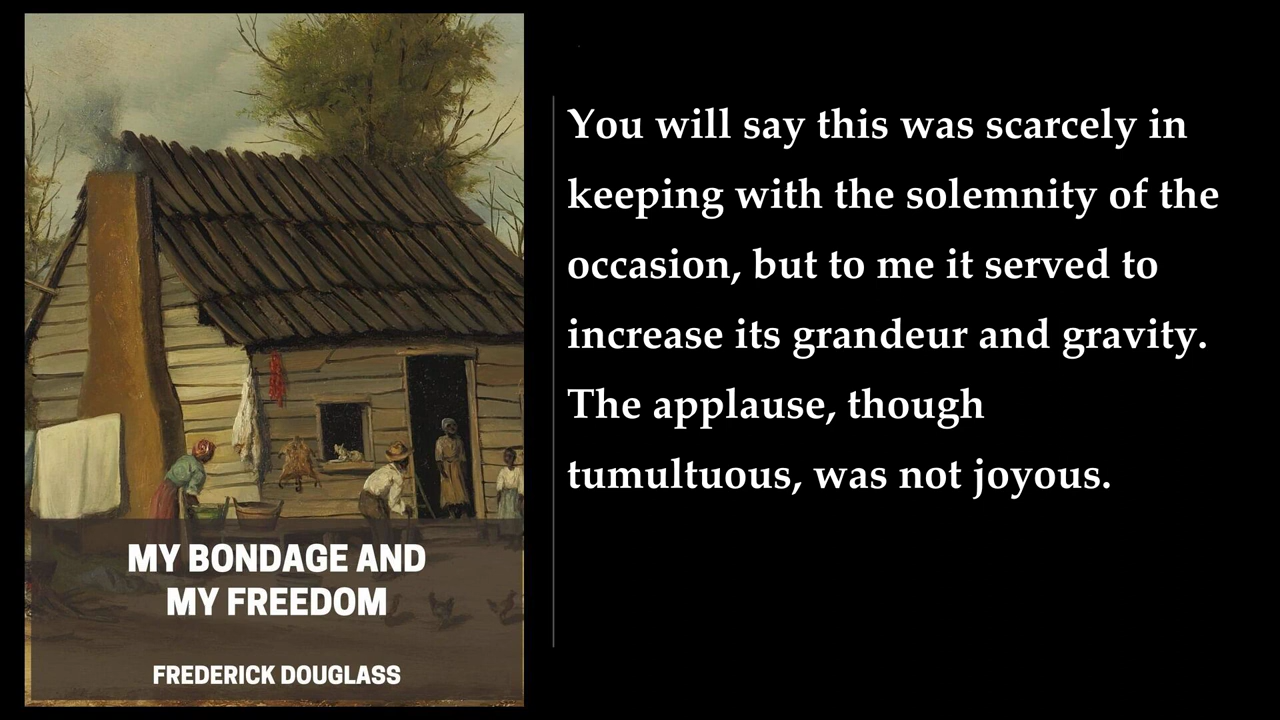 MY BONDAGE AND
MY FREEDOM
FREDERICK DOUGLASS
You will say this was scarcely in
keeping with the solemnity of the
occasion, but to me it served to
increase its grandeur and gravity.
The applause, though
tumultuous, was not joyous.